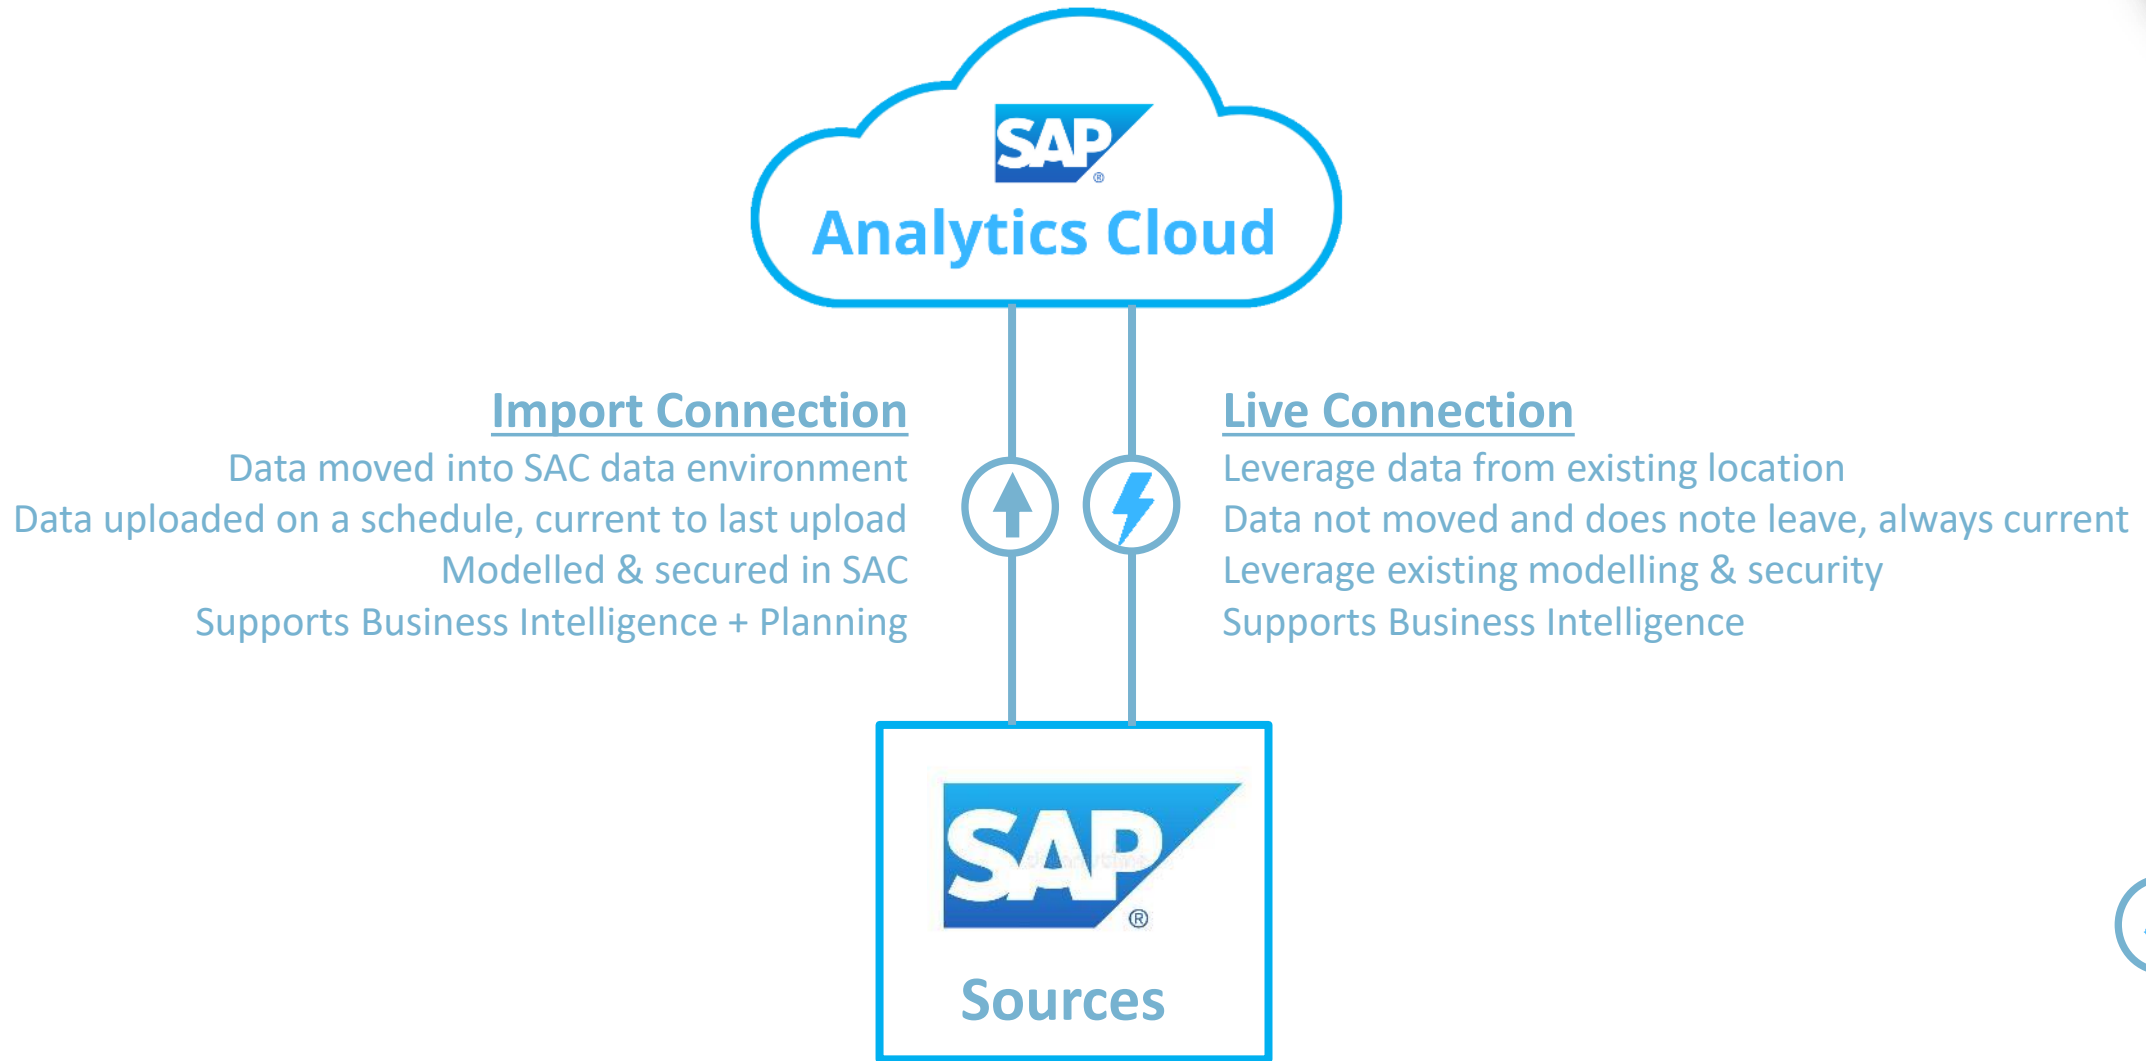 SAP
®
Analytics Cloud
Import Connection
Data moved into SAC data environment
Data uploaded on a schedule, current to last upload
Modelled & secured in SAC
Supports Business Intelligence + Planning
Live Connection
Leverage data from existing location
Data not moved and does note leave, always current
Leverage existing modelling & security
Supports Business Intelligence
SAP
®
Sources